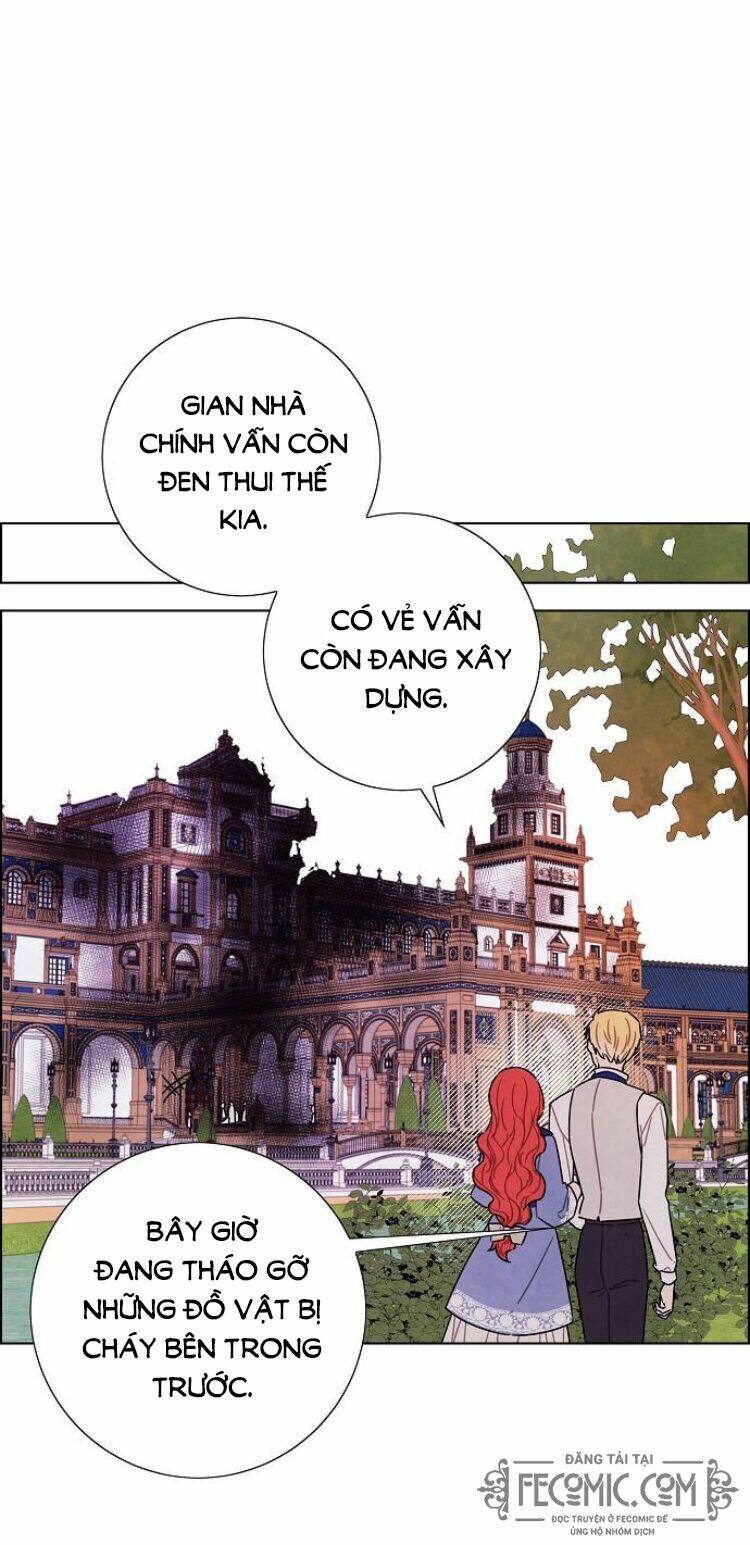 GIAN NHÀ
CHÍNH VẪN CÒN
ĐEN THUI THẾ
KIA.
CÓ VẺ VẪN
CÒN ĐANG XÂY
DỰNG.
BÂY GIỜ
ĐANG THÁO GỠ
NHỮNG ĐỒ VẬT BỊ
CHÁY BÊN TRONG
TRƯỚC.
ĐĂNG TẢI TẠI
FECOMIC.COM
ĐỌC TRUYỆN Ở FECOMIC ĐỂ
ỦNG HỘ NHÓM DỊCH